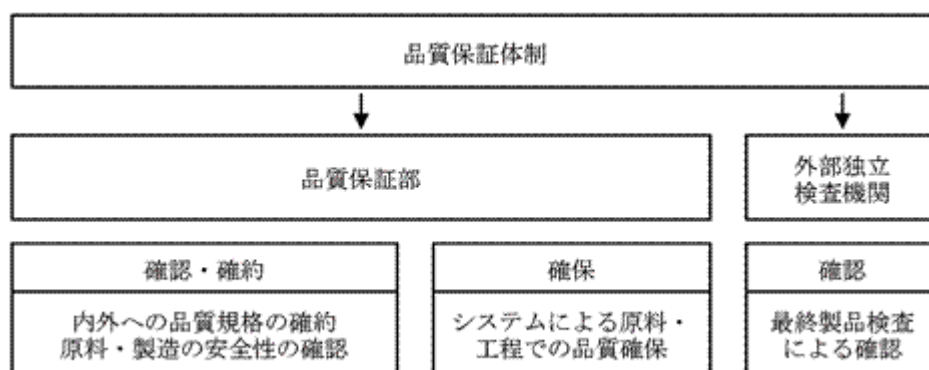 品質保証体制
品質保証部
外部独立
検査機関
確認・確約
内外への品質規格の確約
原料・製造の安全性の確認
確保
システムによる原料・
工程での品質確保
確認
最終製品検査
による確認